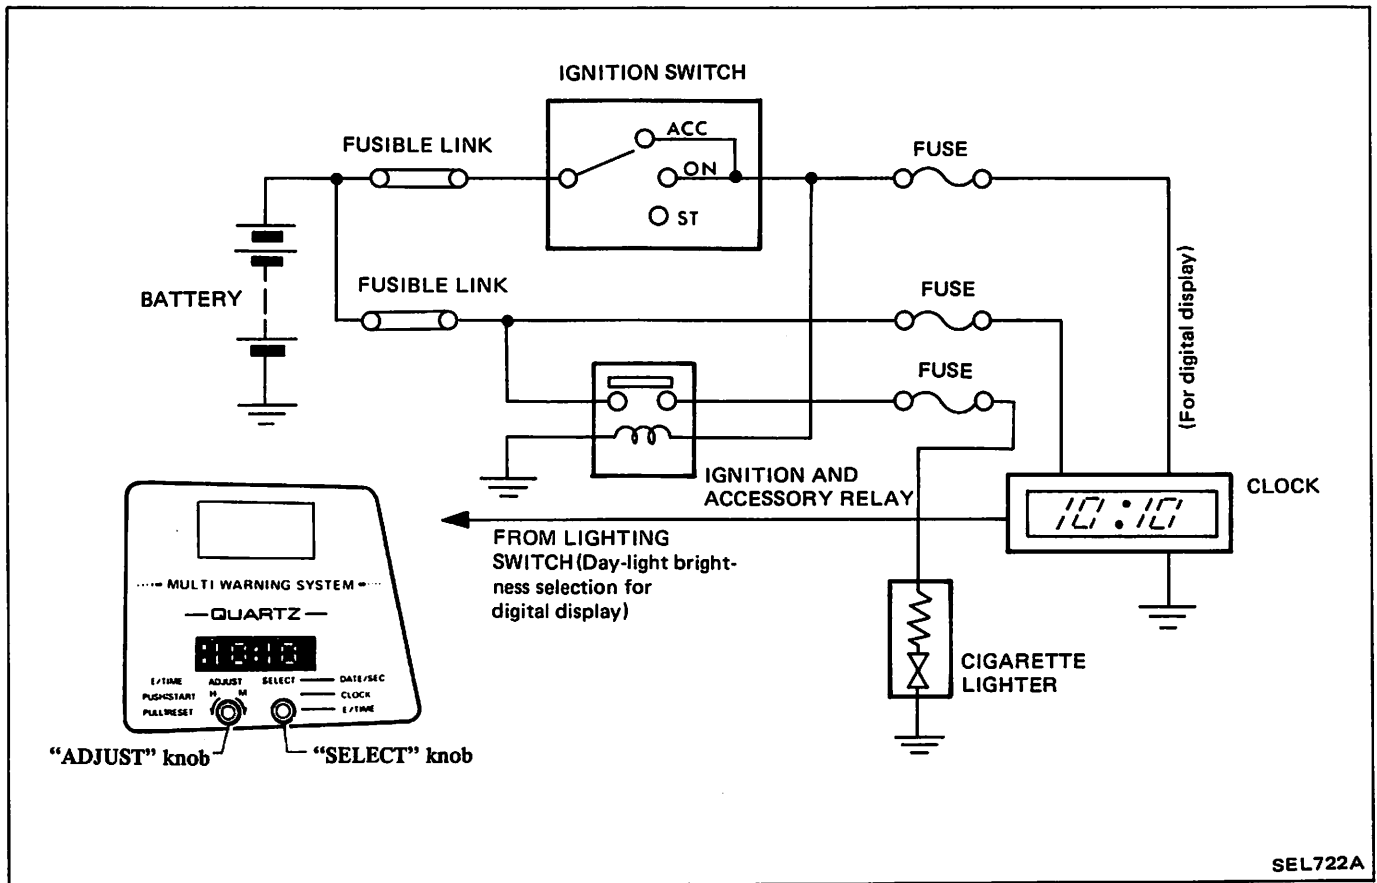 IGNITION SWITCH
ACC
ON
ST
FUSIBLE LINK
FUSE
BATTERY
FUSIBLE LINK
FUSE
FUSE
(For digital display)
IGNITION AND
ACCESSORY RELAY
CLOCK
10:10
FROM LIGHTING
SWITCH (Day-light bright-
ness selection for
digital display)
CIGARETTE
LIGHTER
MULTI WARNING SYSTEM
QUARTZ
10:10
E/TIME ADJUST SELECT DATE/SEC
PUSH:START H M CLOCK
PULL:RESET E/TIME
“ADJUST” knob
“SELECT” knob
SEL722A